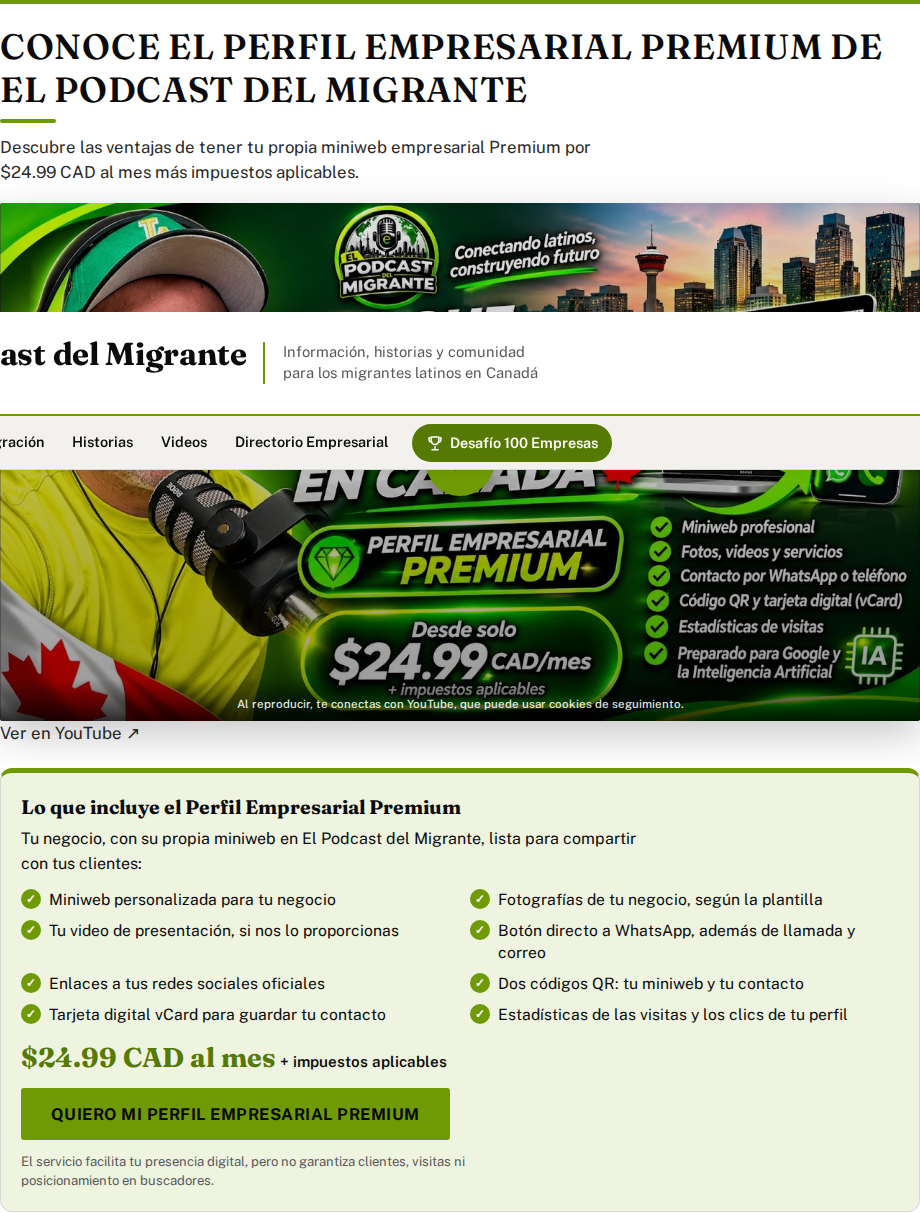 CONOCE EL PERFIL EMPRESARIAL PREMIUM DE
EL PODCAST DEL MIGRANTE
Descubre las ventajas de tener tu propia miniweb empresarial Premium por
$24.99 CAD al mes más impuestos aplicables.
EL
PODCAST
DEL
MIGRANTE
Conectando latinos,
construyendo futuro
ast del Migrante
Información, historias y comunidad
para los migrantes latinos en Canadá
gración
Historias
Videos
Directorio Empresarial
Desafío 100 Empresas
RODE
PERFIL EMPRESARIAL
PREMIUM
Desde solo
$24.99 CAD/mes
+ impuestos aplicables
Miniweb profesional
Fotos, videos y servicios
Contacto por WhatsApp o teléfono
Código QR y tarjeta digital (vCard)
Estadísticas de visitas
Preparado para Google y
la Inteligencia Artificial
IA
Al reproducir, te conectas con YouTube, que puede usar cookies de seguimiento.
Ver en YouTube ↗
Lo que incluye el Perfil Empresarial Premium
Tu negocio, con su propia miniweb en El Podcast del Migrante, lista para compartir
con tus clientes:
Miniweb personalizada para tu negocio
Fotografías de tu negocio, según la plantilla
Tu video de presentación, si nos lo proporcionas
Botón directo a WhatsApp, además de llamada y
correo
Enlaces a tus redes sociales oficiales
Dos códigos QR: tu miniweb y tu contacto
Tarjeta digital vCard para guardar tu contacto
Estadísticas de las visitas y los clics de tu perfil
$24.99 CAD al mes + impuestos aplicables
QUIERO MI PERFIL EMPRESARIAL PREMIUM
El servicio facilita tu presencia digital, pero no garantiza clientes, visitas ni
posicionamiento en buscadores.